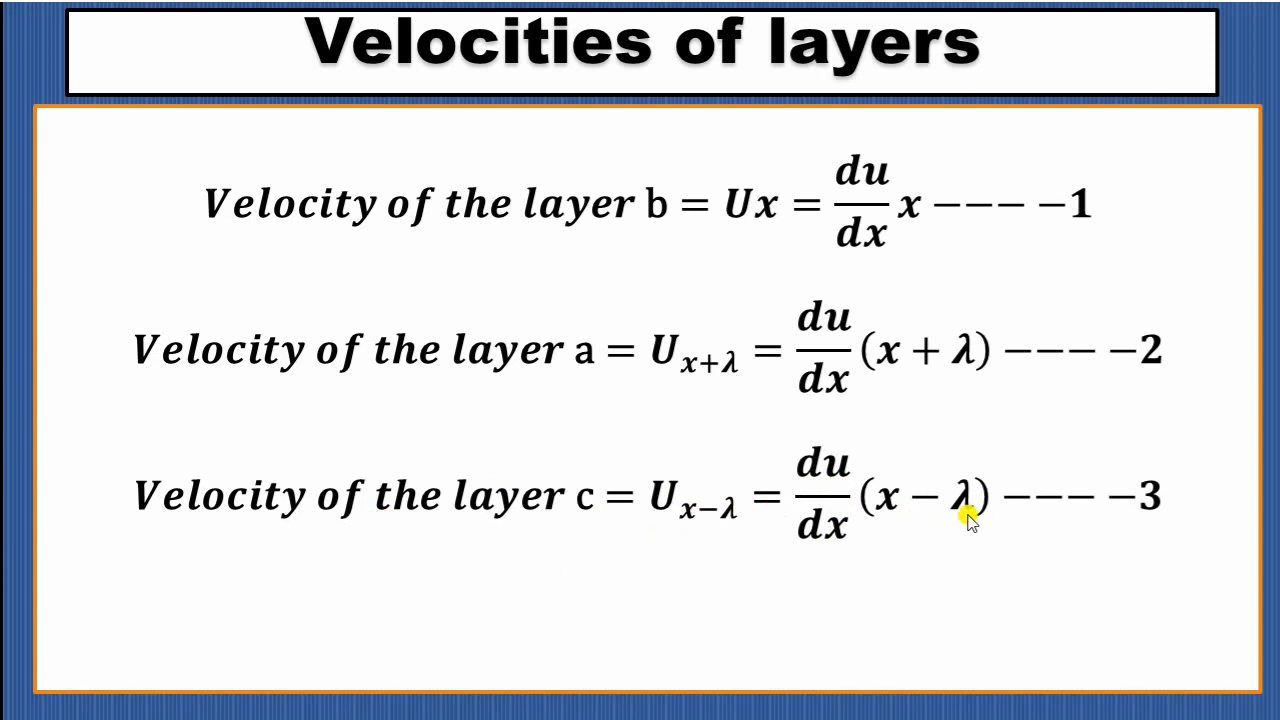 Velocities of layers
Velocity of the layer b = Ux = du/dx x −−−− −1
Velocity of the layer a = U_{x+λ} = du/dx (x + λ) −−−− −2
Velocity of the layer c = U_{x−λ} = du/dx (x − λ) −−−− −3